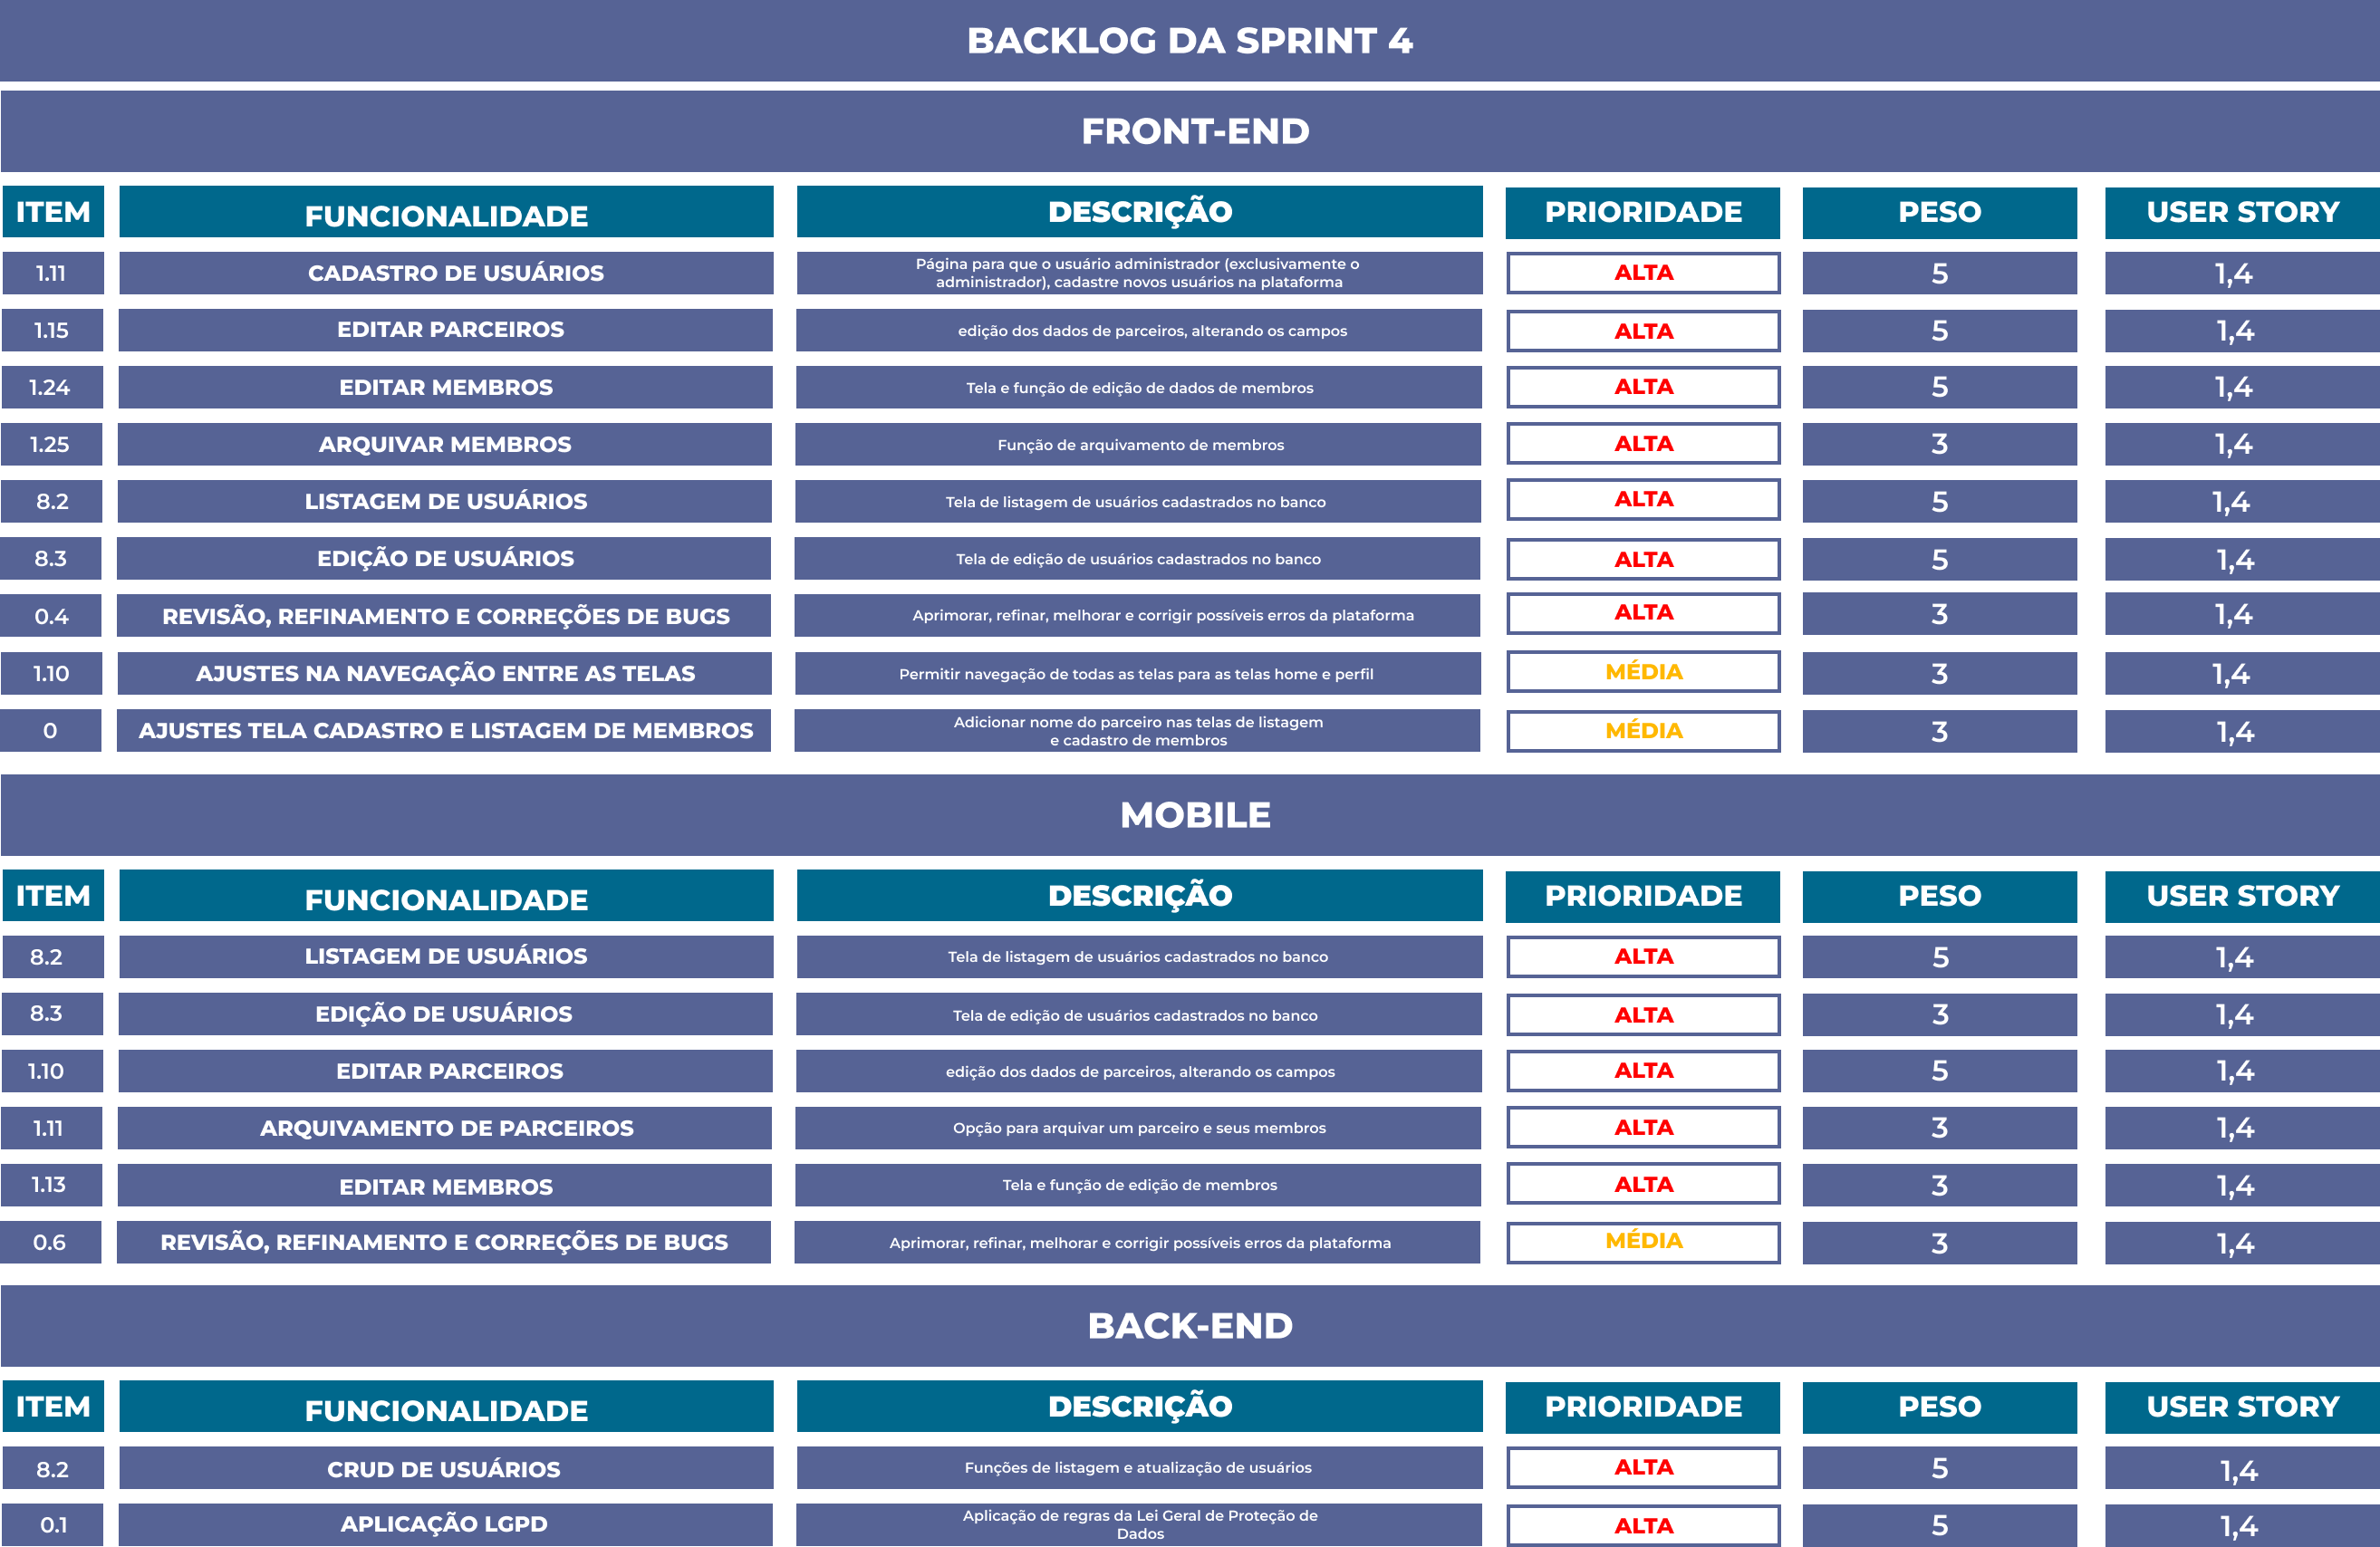 BACKLOG DA SPRINT 4
FRONT-END
ITEM FUNCIONALIDADE DESCRIÇÃO PRIORIDADE PESO USER STORY
1.11 CADASTRO DE USUÁRIOS Página para que o usuário administrador (exclusivamente o
administrador), cadastre novos usuários na plataforma ALTA 5 1,4
1.15 EDITAR PARCEIROS edição dos dados de parceiros, alterando os campos ALTA 5 1,4
1.24 EDITAR MEMBROS Tela e função de edição de dados de membros ALTA 5 1,4
1.25 ARQUIVAR MEMBROS Função de arquivamento de membros ALTA 3 1,4
8.2 LISTAGEM DE USUÁRIOS Tela de listagem de usuários cadastrados no banco ALTA 5 1,4
8.3 EDIÇÃO DE USUÁRIOS Tela de edição de usuários cadastrados no banco ALTA 5 1,4
0.4 REVISÃO, REFINAMENTO E CORREÇÕES DE BUGS Aprimorar, refinar, melhorar e corrigir possíveis erros da plataforma ALTA 3 1,4
1.10 AJUSTES NA NAVEGAÇÃO ENTRE AS TELAS Permitir navegação de todas as telas para as telas home e perfil MÉDIA 3 1,4
0 AJUSTES TELA CADASTRO E LISTAGEM DE MEMBROS Adicionar nome do parceiro nas telas de listagem
e cadastro de membros MÉDIA 3 1,4
MOBILE
ITEM FUNCIONALIDADE DESCRIÇÃO PRIORIDADE PESO USER STORY
8.2 LISTAGEM DE USUÁRIOS Tela de listagem de usuários cadastrados no banco ALTA 5 1,4
8.3 EDIÇÃO DE USUÁRIOS Tela de edição de usuários cadastrados no banco ALTA 3 1,4
1.10 EDITAR PARCEIROS edição dos dados de parceiros, alterando os campos ALTA 5 1,4
1.11 ARQUIVAMENTO DE PARCEIROS Opção para arquivar um parceiro e seus membros ALTA 3 1,4
1.13 EDITAR MEMBROS Tela e função de edição de membros ALTA 3 1,4
0.6 REVISÃO, REFINAMENTO E CORREÇÕES DE BUGS Aprimorar, refinar, melhorar e corrigir possíveis erros da plataforma MÉDIA 3 1,4
BACK-END
ITEM FUNCIONALIDADE DESCRIÇÃO PRIORIDADE PESO USER STORY
8.2 CRUD DE USUÁRIOS Funções de listagem e atualização de usuários ALTA 5 1,4
0.1 APLICAÇÃO LGPD Aplicação de regras da Lei Geral de Proteção de
Dados ALTA 5 1,4